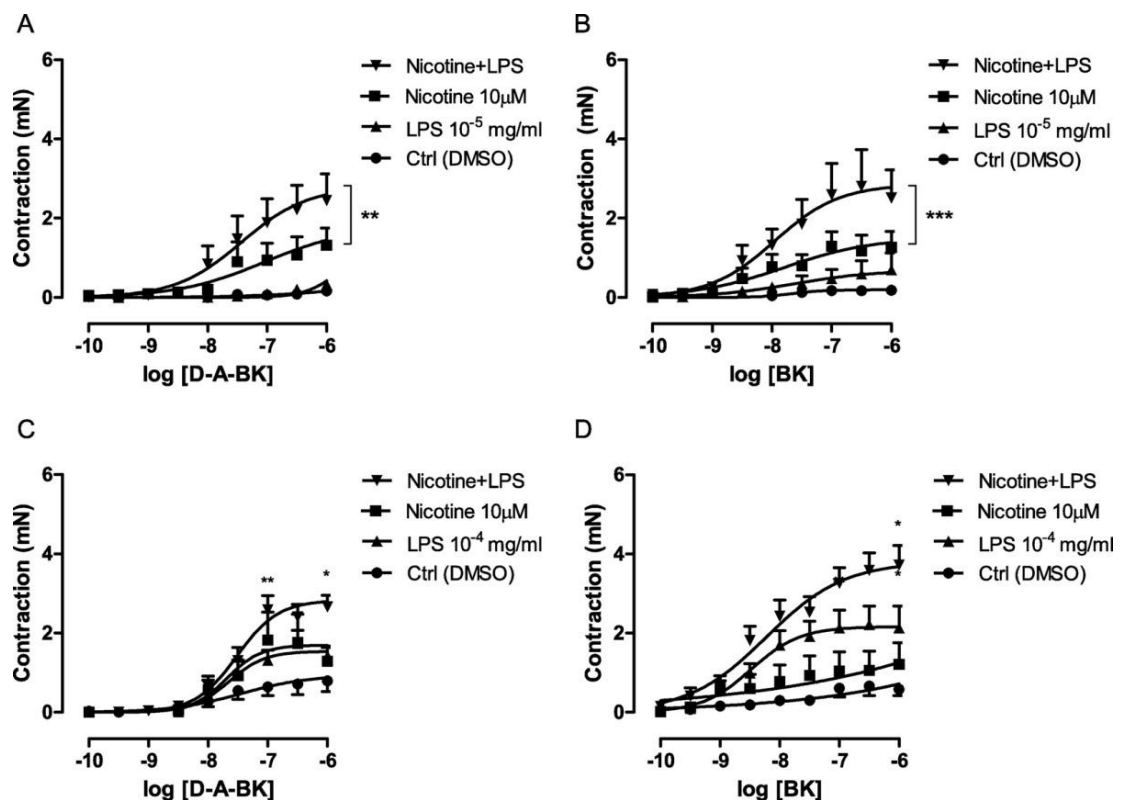 A
Contraction (mN)
6
4
2
0
-10 -9 -8 -7 -6
log [D-A-BK]
Nicotine+LPS
Nicotine 10μM
LPS 10⁻⁵ mg/ml
Ctrl (DMSO)
**
B
Contraction (mN)
6
4
2
0
-10 -9 -8 -7 -6
log [BK]
Nicotine+LPS
Nicotine 10μM
LPS 10⁻⁵ mg/ml
Ctrl (DMSO)
***
C
Contraction (mN)
6
4
2
0
-10 -9 -8 -7 -6
log [D-A-BK]
Nicotine+LPS
Nicotine 10μM
LPS 10⁻⁴ mg/ml
Ctrl (DMSO)
** *
D
Contraction (mN)
6
4
2
0
-10 -9 -8 -7 -6
log [BK]
Nicotine+LPS
Nicotine 10μM
LPS 10⁻⁴ mg/ml
Ctrl (DMSO)
*
*